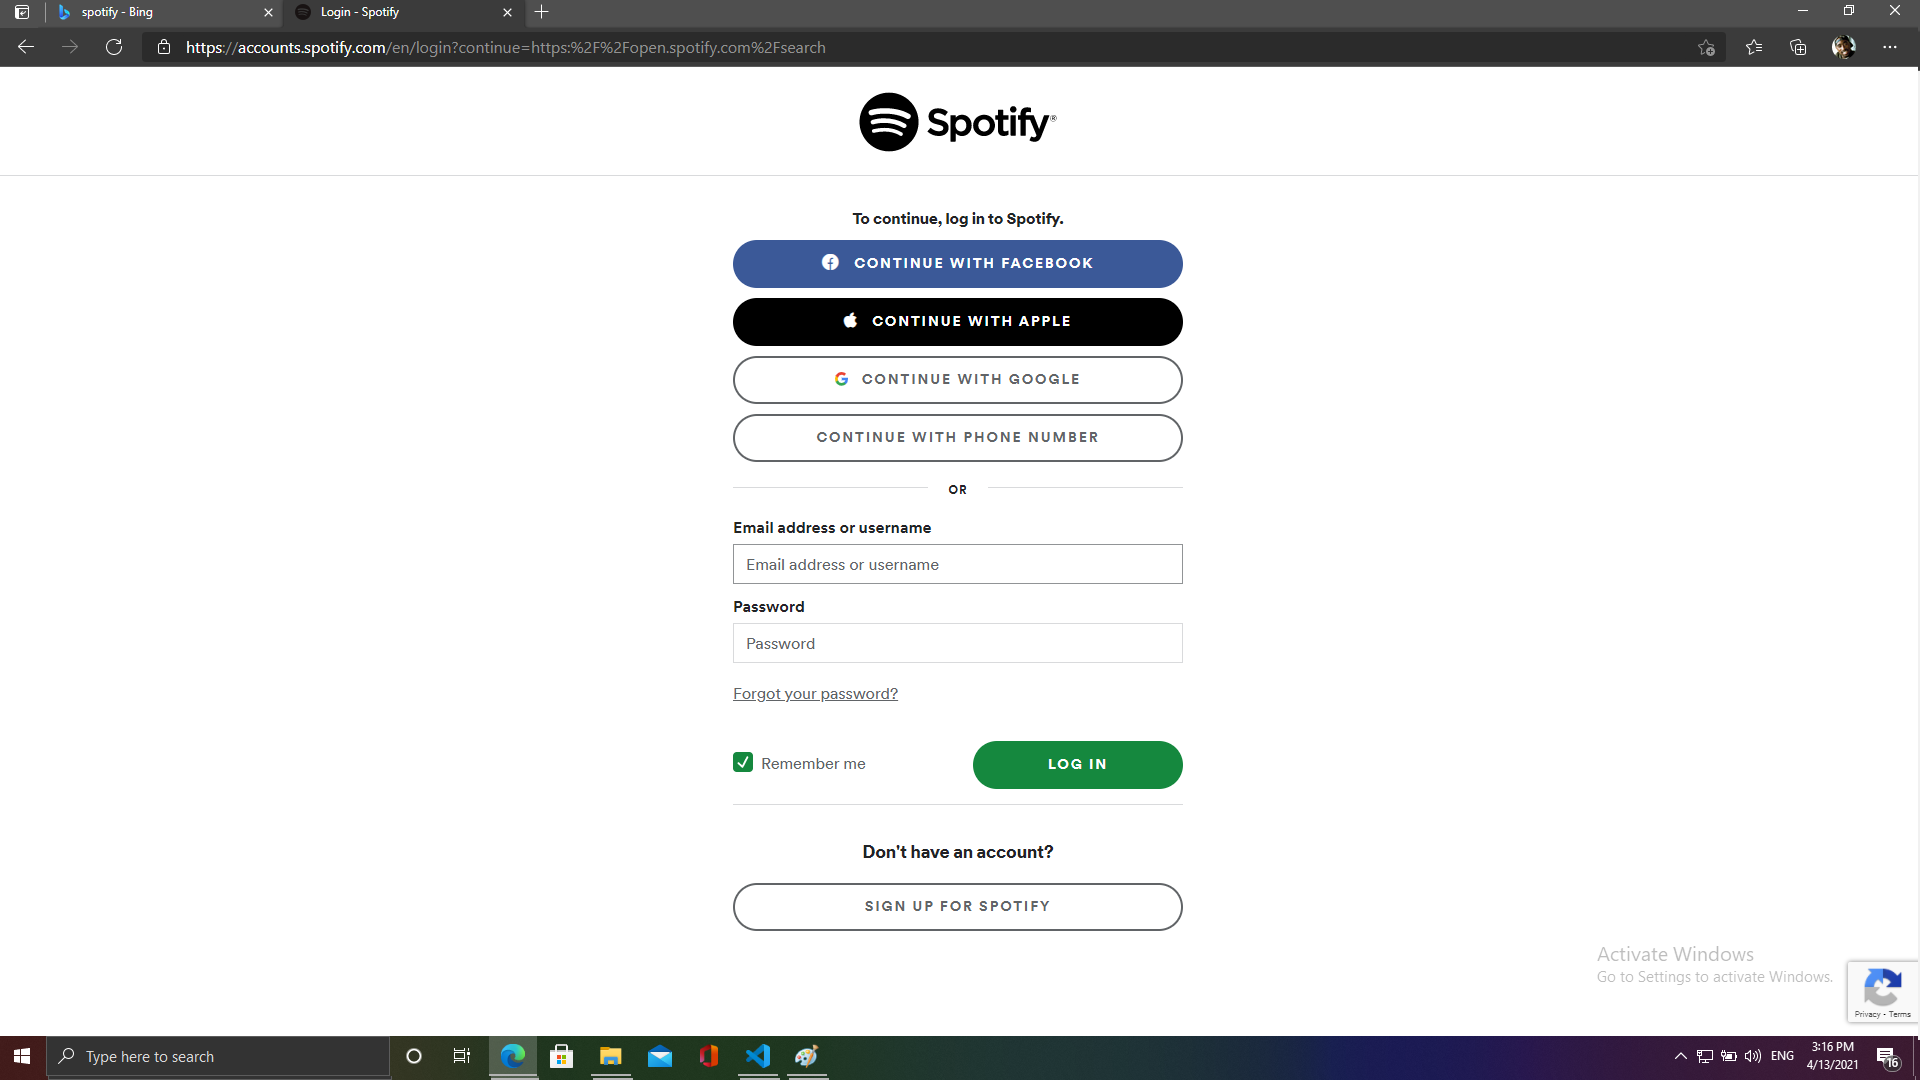 spotify - Bing
Login - Spotify
https://accounts.spotify.com/en/login?continue=https:%2F%2Fopen.spotify.com%2Fsearch
Spotify®
To continue, log in to Spotify.
CONTINUE WITH FACEBOOK
CONTINUE WITH APPLE
CONTINUE WITH GOOGLE
CONTINUE WITH PHONE NUMBER
OR
Email address or username
Email address or username
Password
Password
Forgot your password?
Remember me
LOG IN
Don't have an account?
SIGN UP FOR SPOTIFY
Activate Windows
Go to Settings to activate Windows.
Privacy - Terms
Type here to search
ENG
3:16 PM
4/13/2021
16